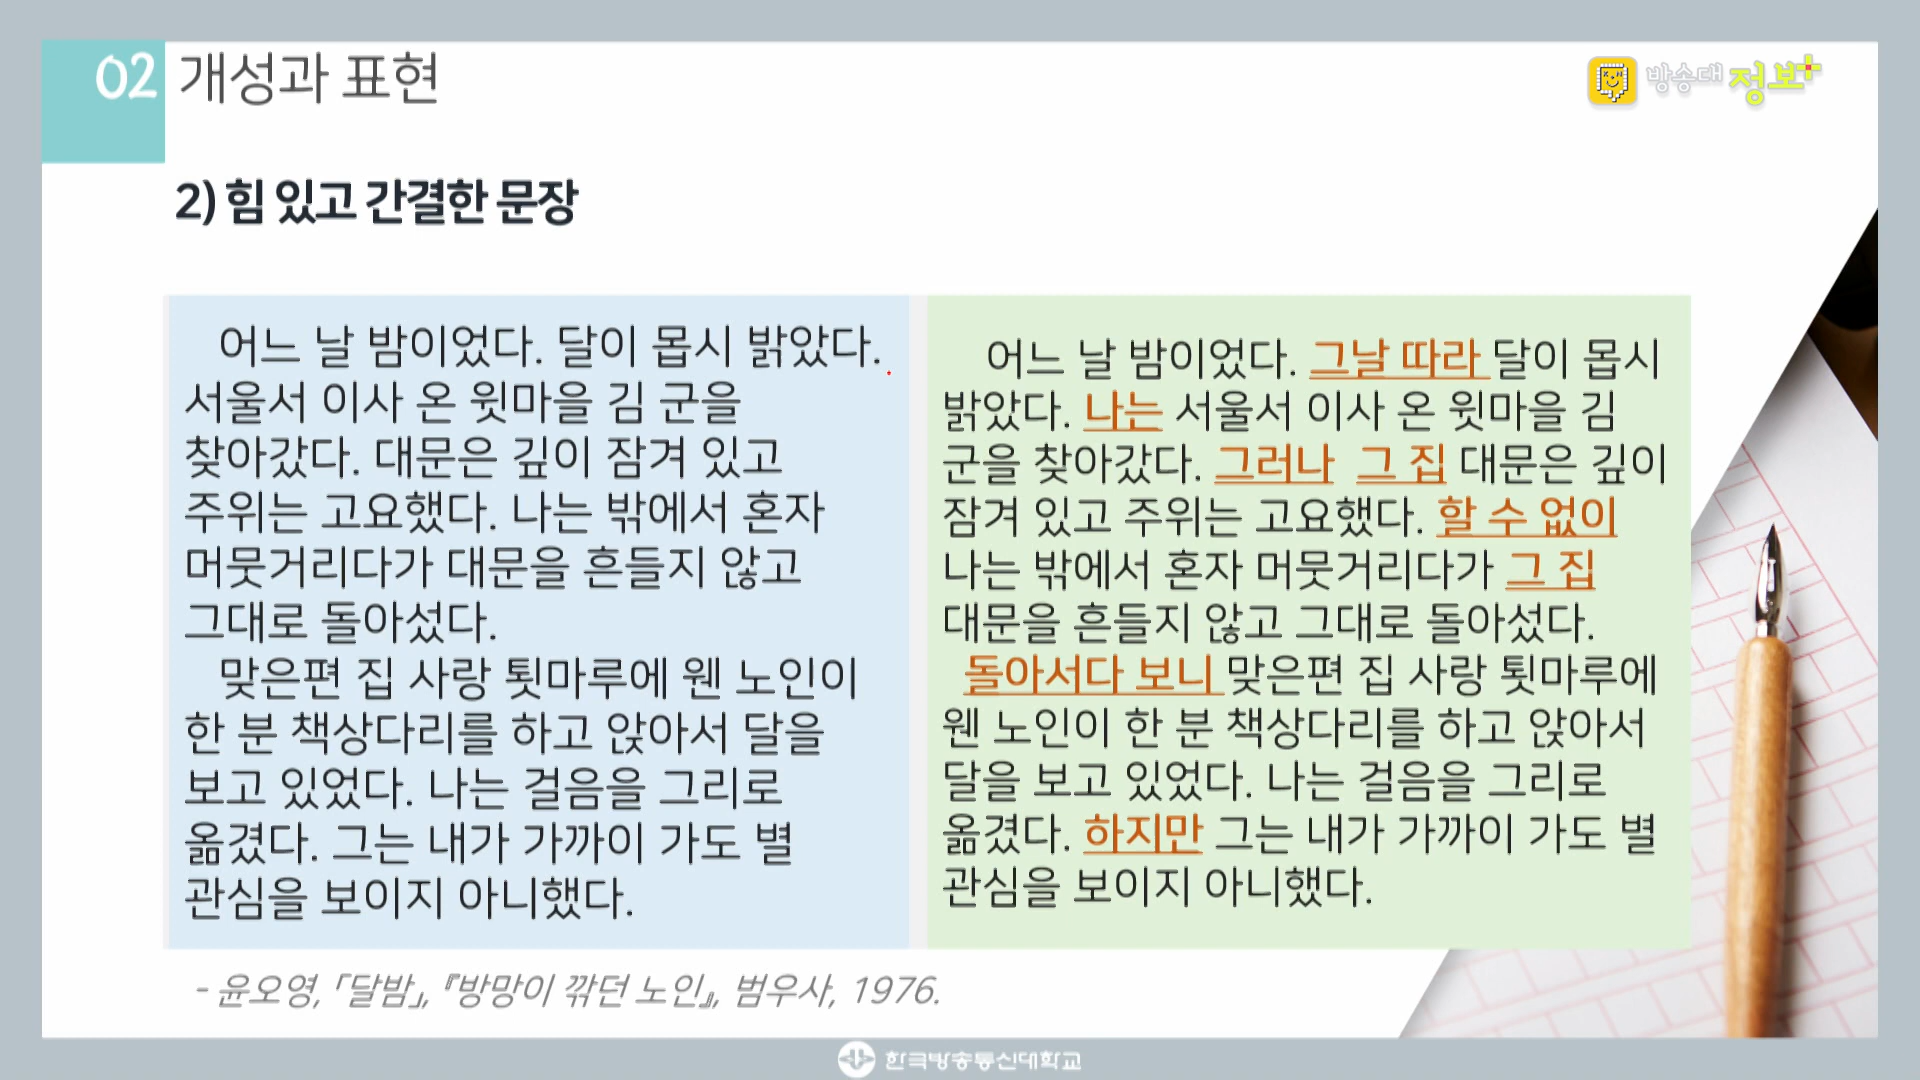 02 개성과 표현
방송대 정보+
2) 힘 있고 간결한 문장
어느 날 밤이었다. 달이 몹시 밝았다.
서울서 이사 온 윗마을 김 군을
찾아갔다. 대문은 깊이 잠겨 있고
주위는 고요했다. 나는 밖에서 혼자
머뭇거리다가 대문을 흔들지 않고
그대로 돌아섰다.
맞은편 집 사랑 툇마루에 웬 노인이
한 분 책상다리를 하고 앉아서 달을
보고 있었다. 나는 걸음을 그리로
옮겼다. 그는 내가 가까이 가도 별
관심을 보이지 아니했다.
어느 날 밤이었다. 그날 따라 달이 몹시
밝았다. 나는 서울서 이사 온 윗마을 김
군을 찾아갔다. 그러나 그 집 대문은 깊이
잠겨 있고 주위는 고요했다. 할 수 없이
나는 밖에서 혼자 머뭇거리다가 그 집
대문을 흔들지 않고 그대로 돌아섰다.
돌아서다 보니 맞은편 집 사랑 툇마루에
웬 노인이 한 분 책상다리를 하고 앉아서
달을 보고 있었다. 나는 걸음을 그리로
옮겼다. 하지만 그는 내가 가까이 가도 별
관심을 보이지 아니했다.
- 윤오영, 「달밤」, 『방망이 깎던 노인』, 범우사, 1976.
한국방송통신대학교